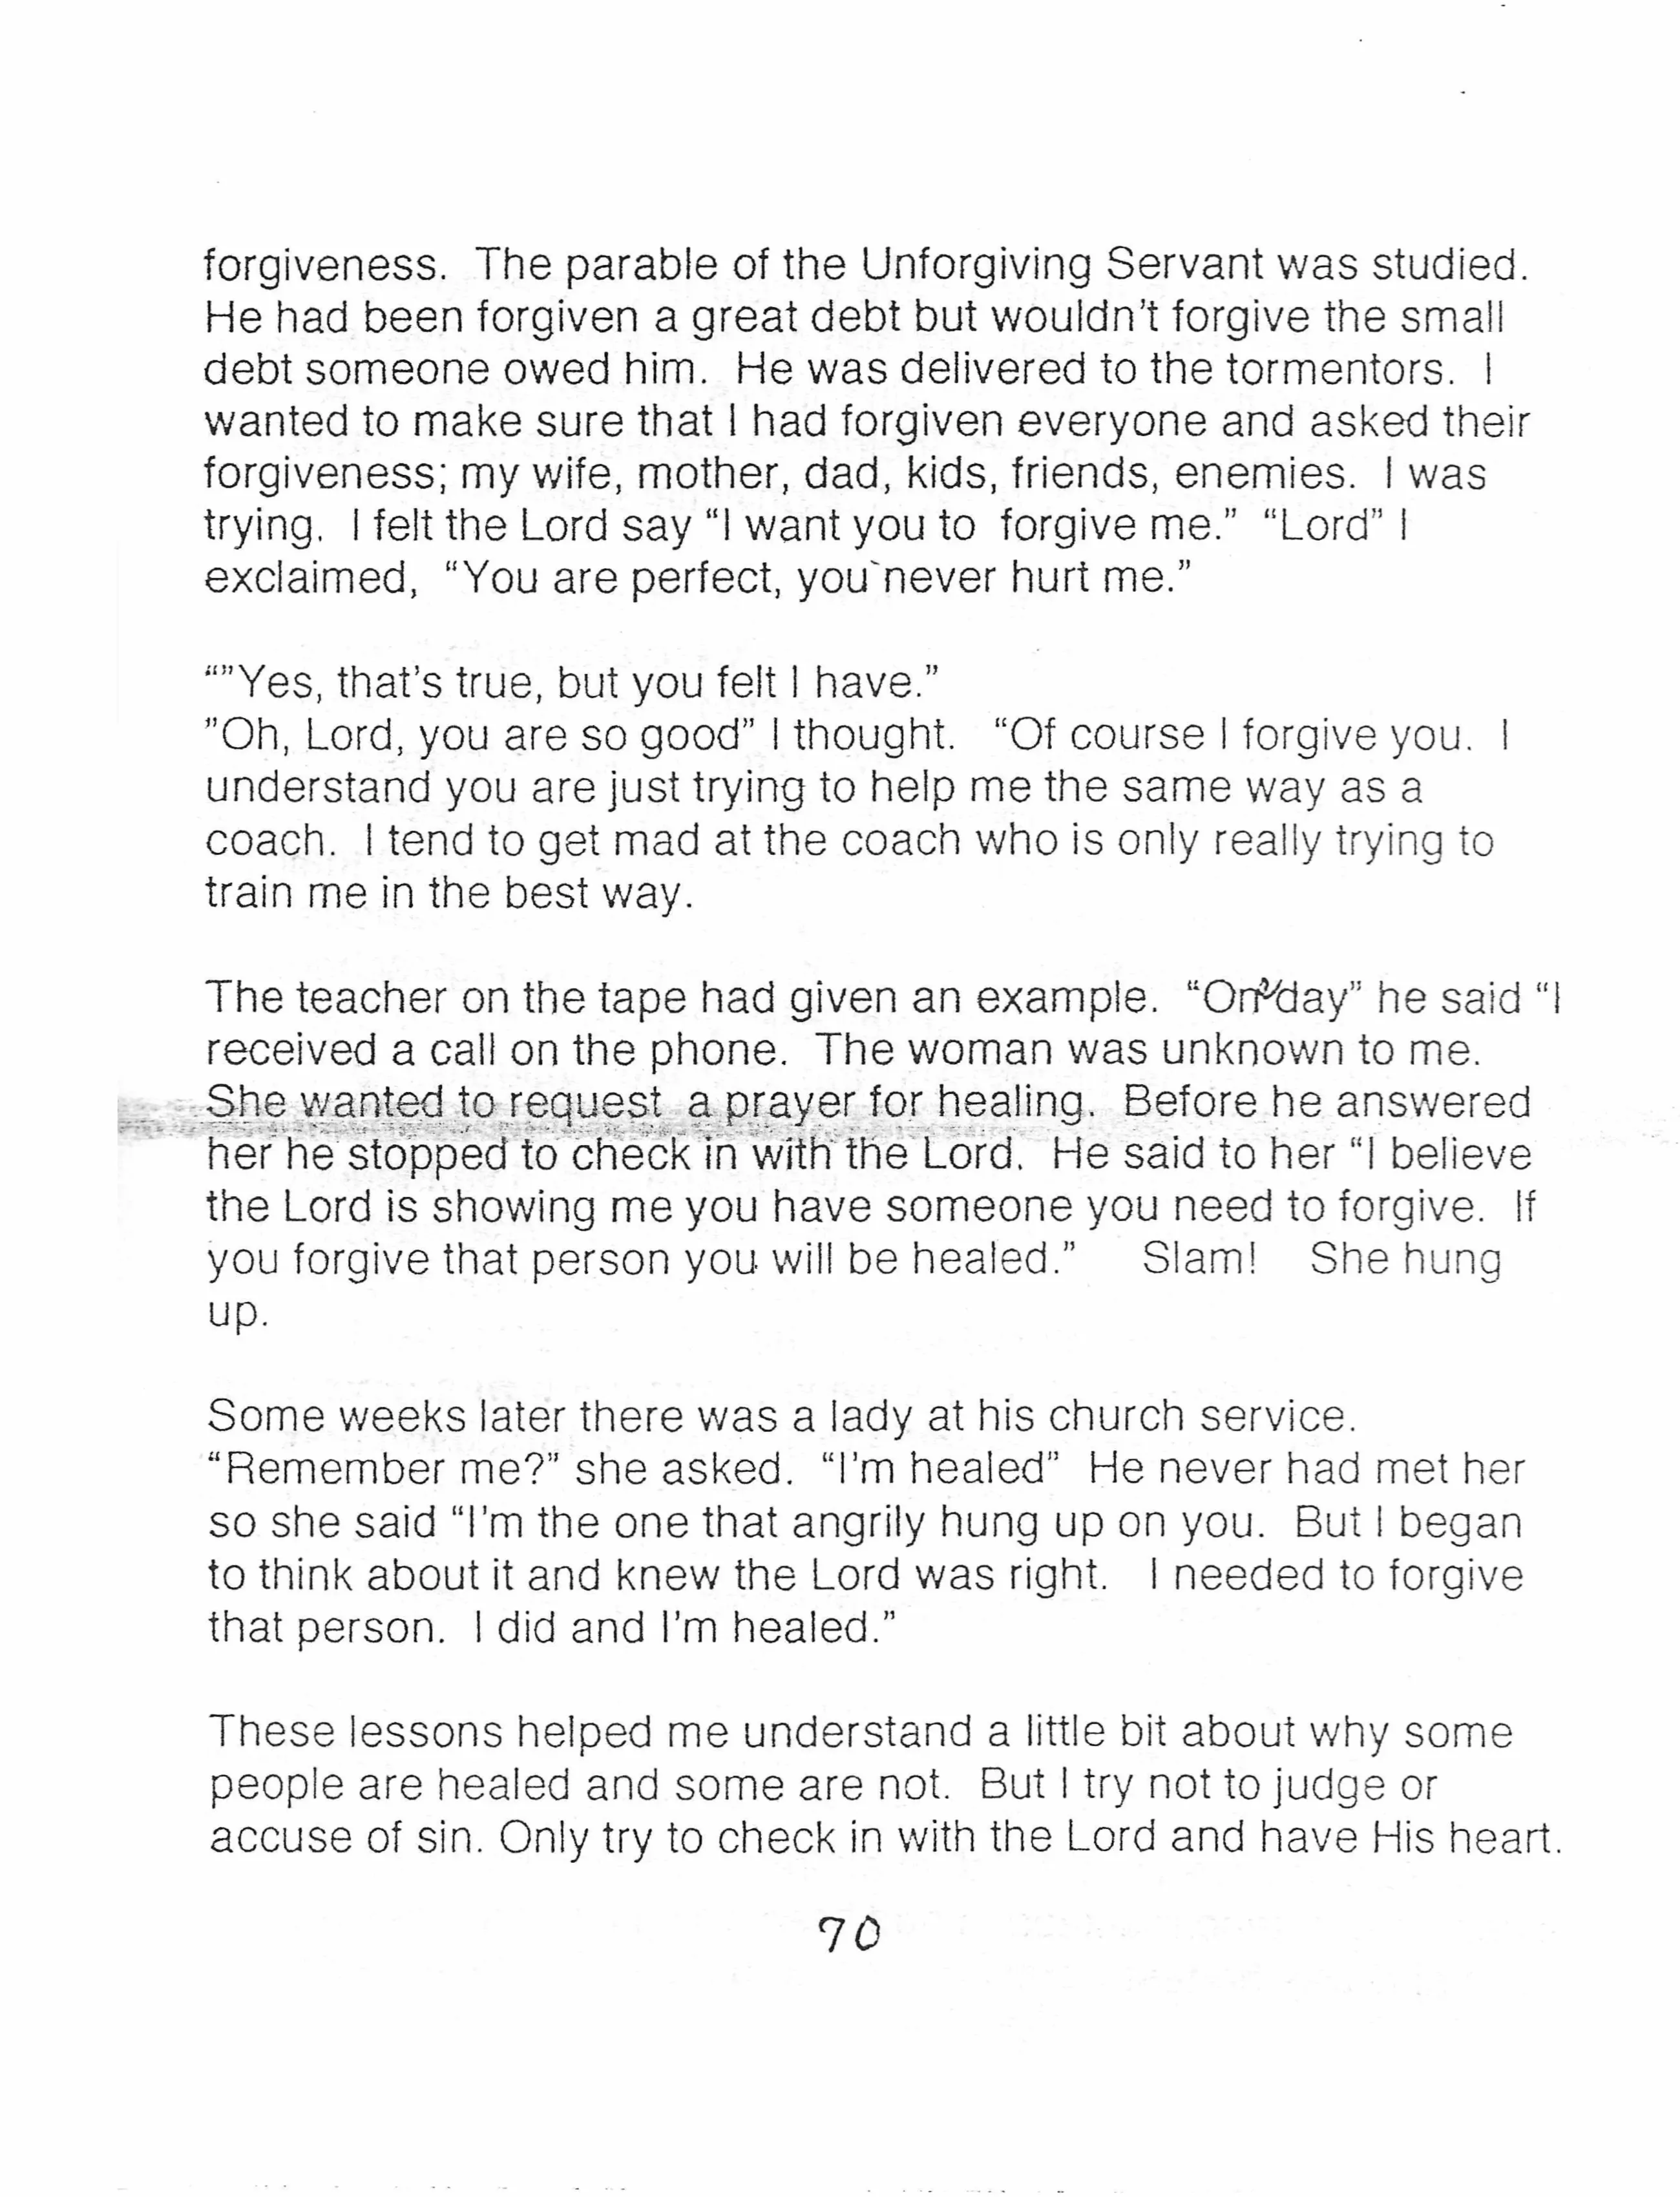 forgiveness.  The parable of the Unforgiving Servant was studied.
He had been forgiven a great debt but wouldn't forgive the small
debt someone owed him.  He was delivered to the tormentors.  I
wanted to make sure that I had forgiven everyone and asked their
forgiveness; my wife, mother, dad, kids, friends, enemies.  I was
trying.  I felt the Lord say “I want you to  forgive me.”  “Lord” I
exclaimed,  “You are perfect, you never hurt me.”

“”Yes, that's true, but you felt I have.”
”Oh, Lord, you are so good” I thought.   “Of course I forgive you.  I
understand you are just trying to help me the same way as a
coach.  I tend to get mad at the coach who is only really trying to
train me in the best way.

The teacher on the tape had given an example.  “One day” he said “I
received a call on the phone.  The woman was unknown to me.
She wanted to request  a prayer for healing.  Before he answered
her he stopped to check in with the Lord.  He said to her “I believe
the Lord is showing me you have someone you need to forgive.  If
you forgive that person you will be healed.”    Slam!   She hung
up.

Some weeks later there was a lady at his church service.
“Remember me?” she asked.  “I'm healed”  He never had met her
so she said “I'm the one that angrily hung up on you.  But I began
to think about it and knew the Lord was right.   I needed to forgive
that person.  I did and I'm healed.”

These lessons helped me understand a little bit about why some
people are healed and some are not.  But I try not to judge or
accuse of sin. Only try to check in with the Lord and have His heart.

70